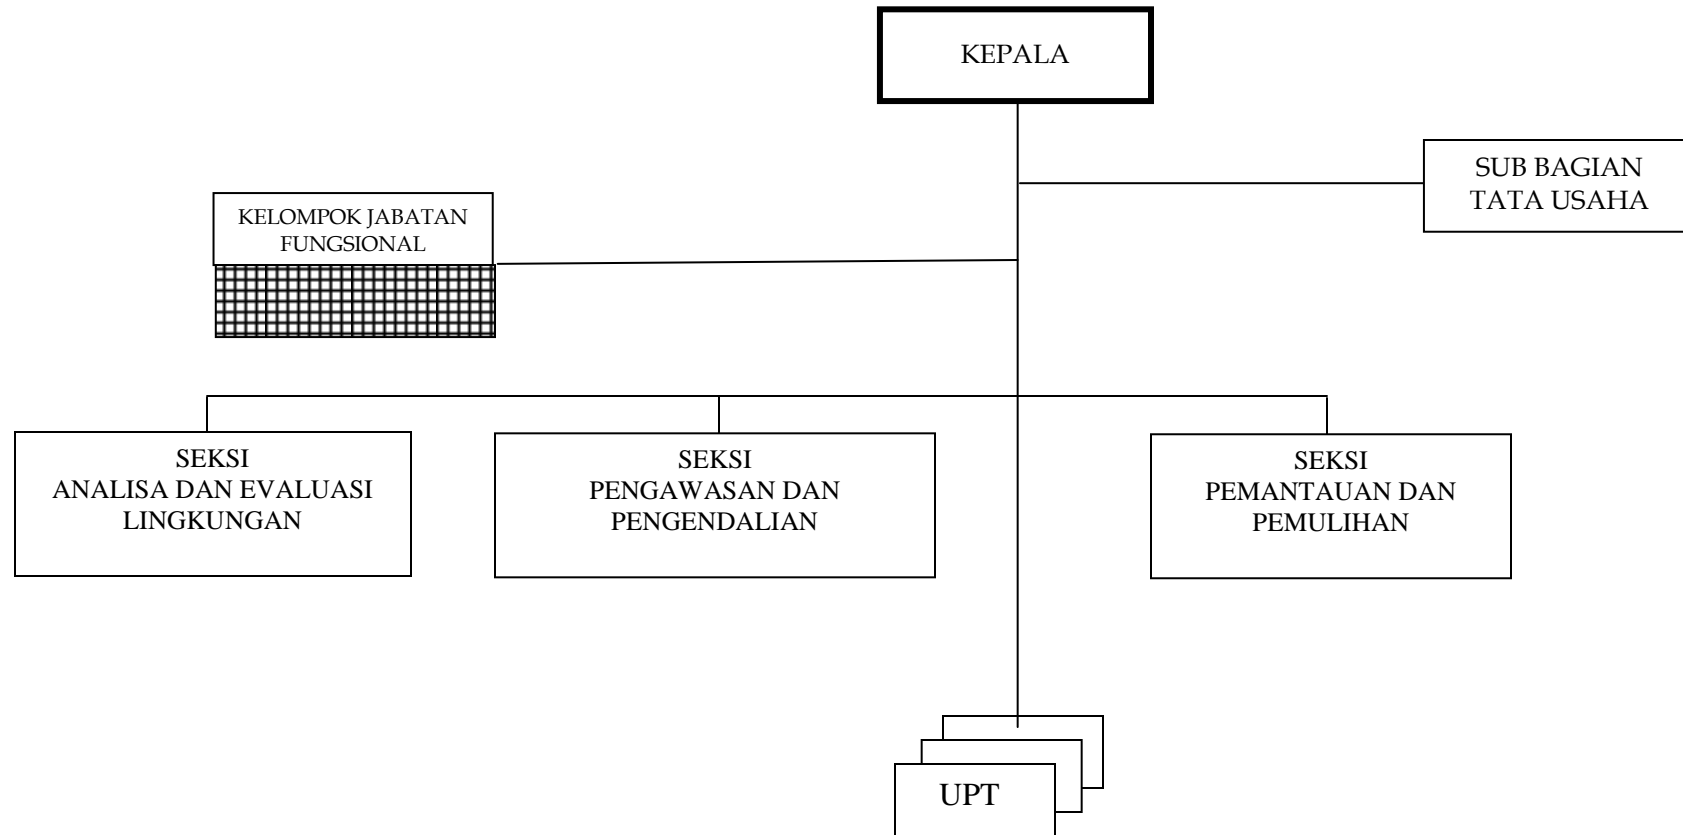 KEPALA
SUB BAGIAN
TATA USAHA
KELOMPOK JABATAN
FUNGSIONAL
SEKSI
ANALISA DAN EVALUASI
LINGKUNGAN
SEKSI
PENGAWASAN DAN
PENGENDALIAN
SEKSI
PEMANTAUAN DAN
PEMULIHAN
UPT